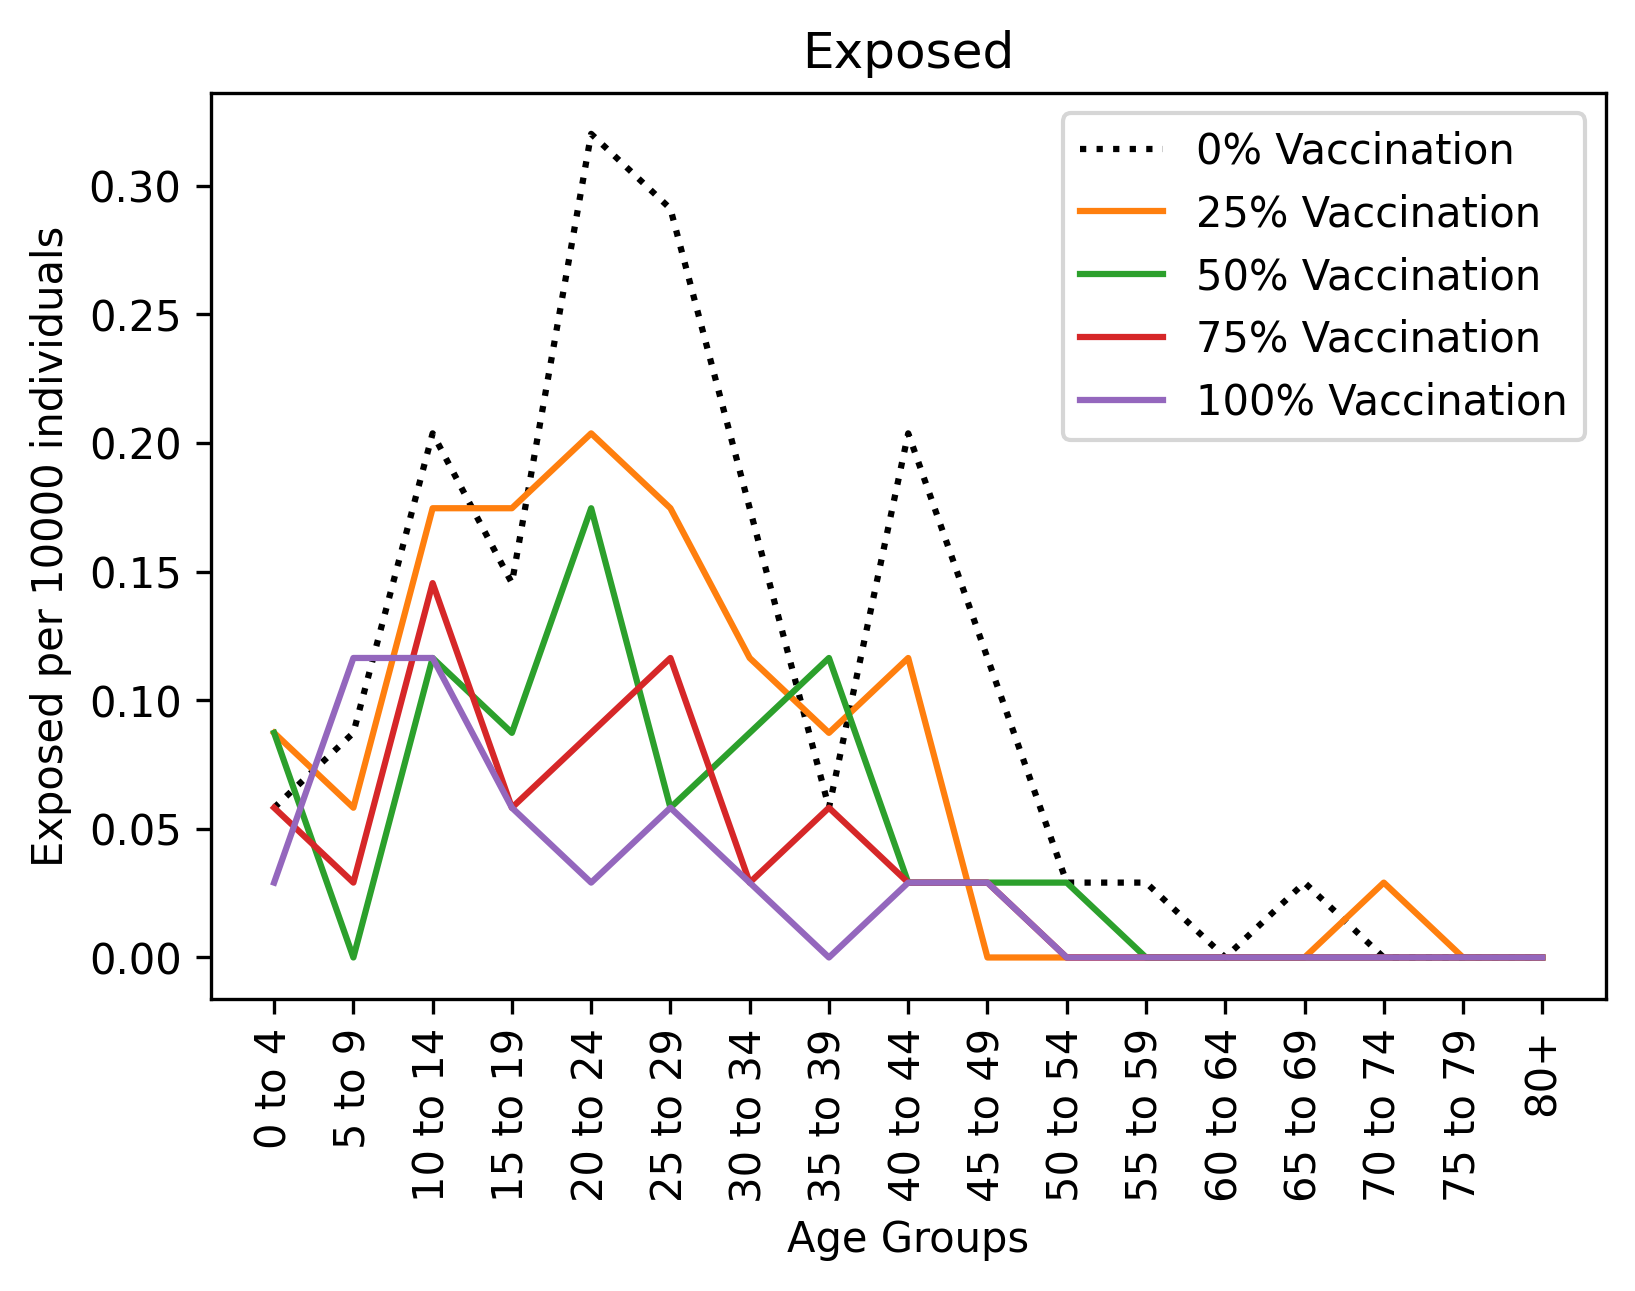 Exposed
0% Vaccination
25% Vaccination
50% Vaccination
75% Vaccination
100% Vaccination
Exposed per 10000 individuals
0.30
0.25
0.20
0.15
0.10
0.05
0.00
0 to 4
5 to 9
10 to 14
15 to 19
20 to 24
25 to 29
30 to 34
35 to 39
40 to 44
45 to 49
50 to 54
55 to 59
60 to 64
65 to 69
70 to 74
75 to 79
80+
Age Groups